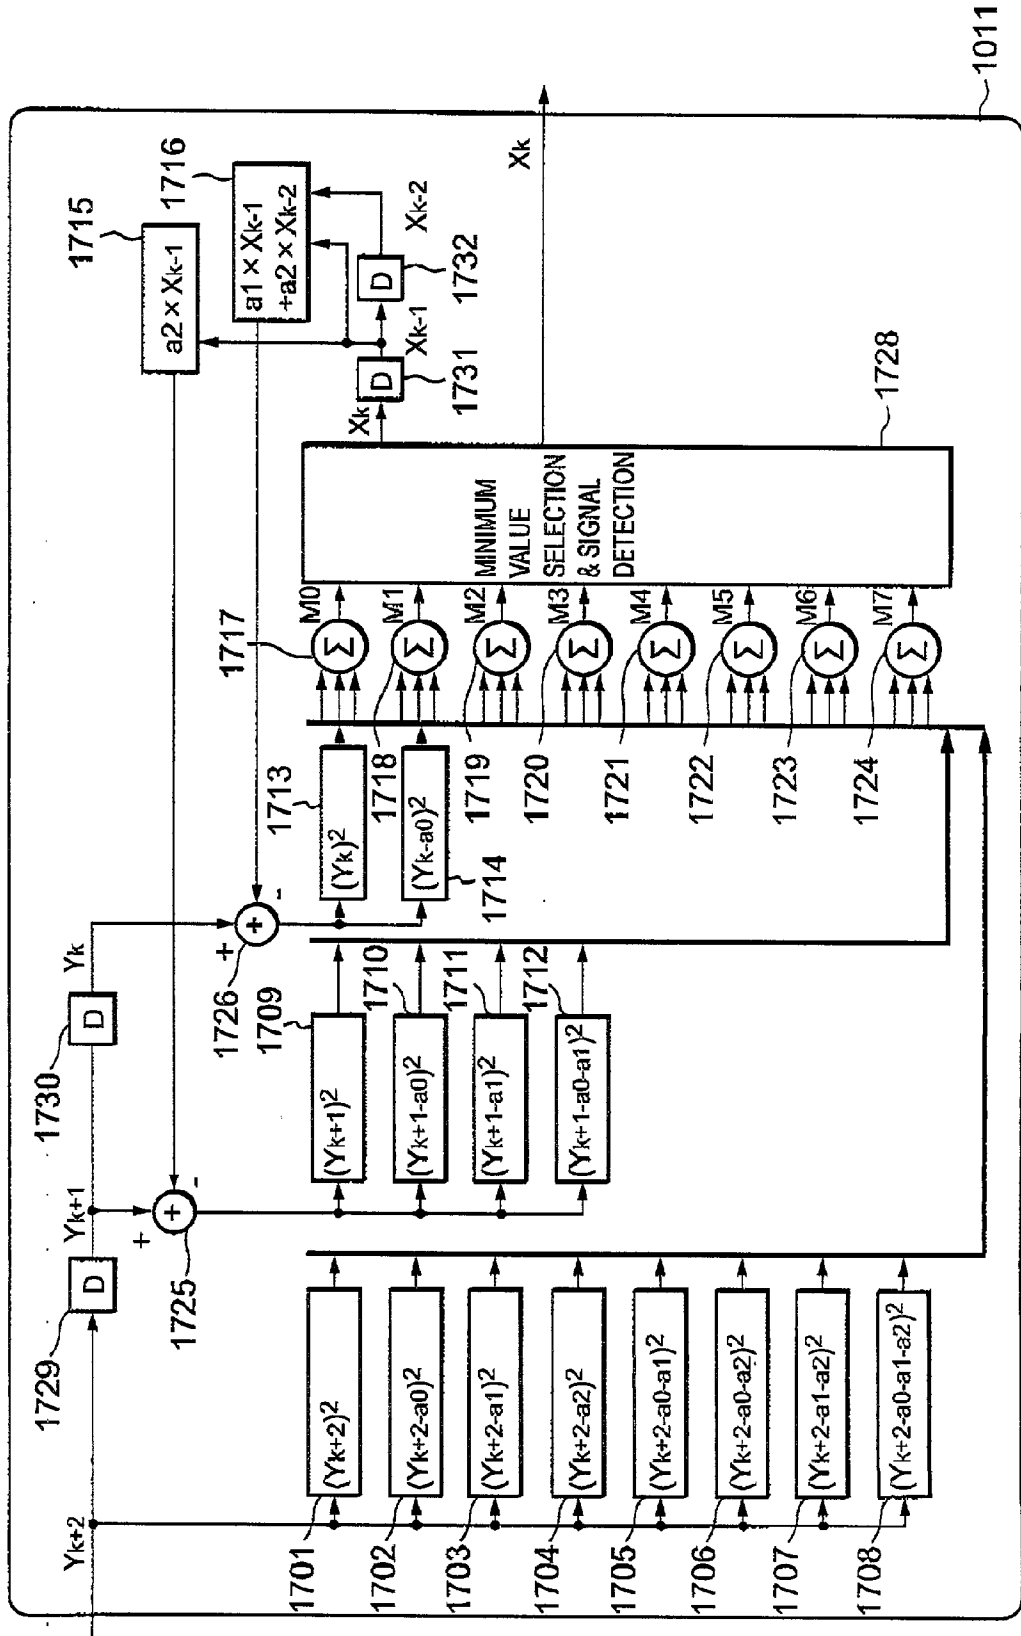 1011
Yk+2
1729
D
Yk+1
1730
D
Yk
1715
a2 × Xk-1
1716
a1 × Xk-1
+a2 × Xk-2
+
-
+
1725
+
-
+
1726
Xk
D
1731
Xk-1
D
1732
Xk-2
Xk
1701
(Yk+2)²
1702
(Yk+2-a0)²
1703
(Yk+2-a1)²
1704
(Yk+2-a2)²
1705
(Yk+2-a0-a1)²
1706
(Yk+2-a0-a2)²
1707
(Yk+2-a1-a2)²
1708
(Yk+2-a0-a1-a2)²
1709
(Yk+1)²
1710
(Yk+1-a0)²
1711
(Yk+1-a1)²
1712
(Yk+1-a0-a1)²
1713
(Yk)²
1714
(Yk-a0)²
1717
Σ
M0
1718
Σ
M1
1719
Σ
M2
1720
Σ
M3
1721
Σ
M4
1722
Σ
M5
1723
Σ
M6
1724
Σ
M7
MINIMUM
VALUE
SELECTION
& SIGNAL
DETECTION
1728